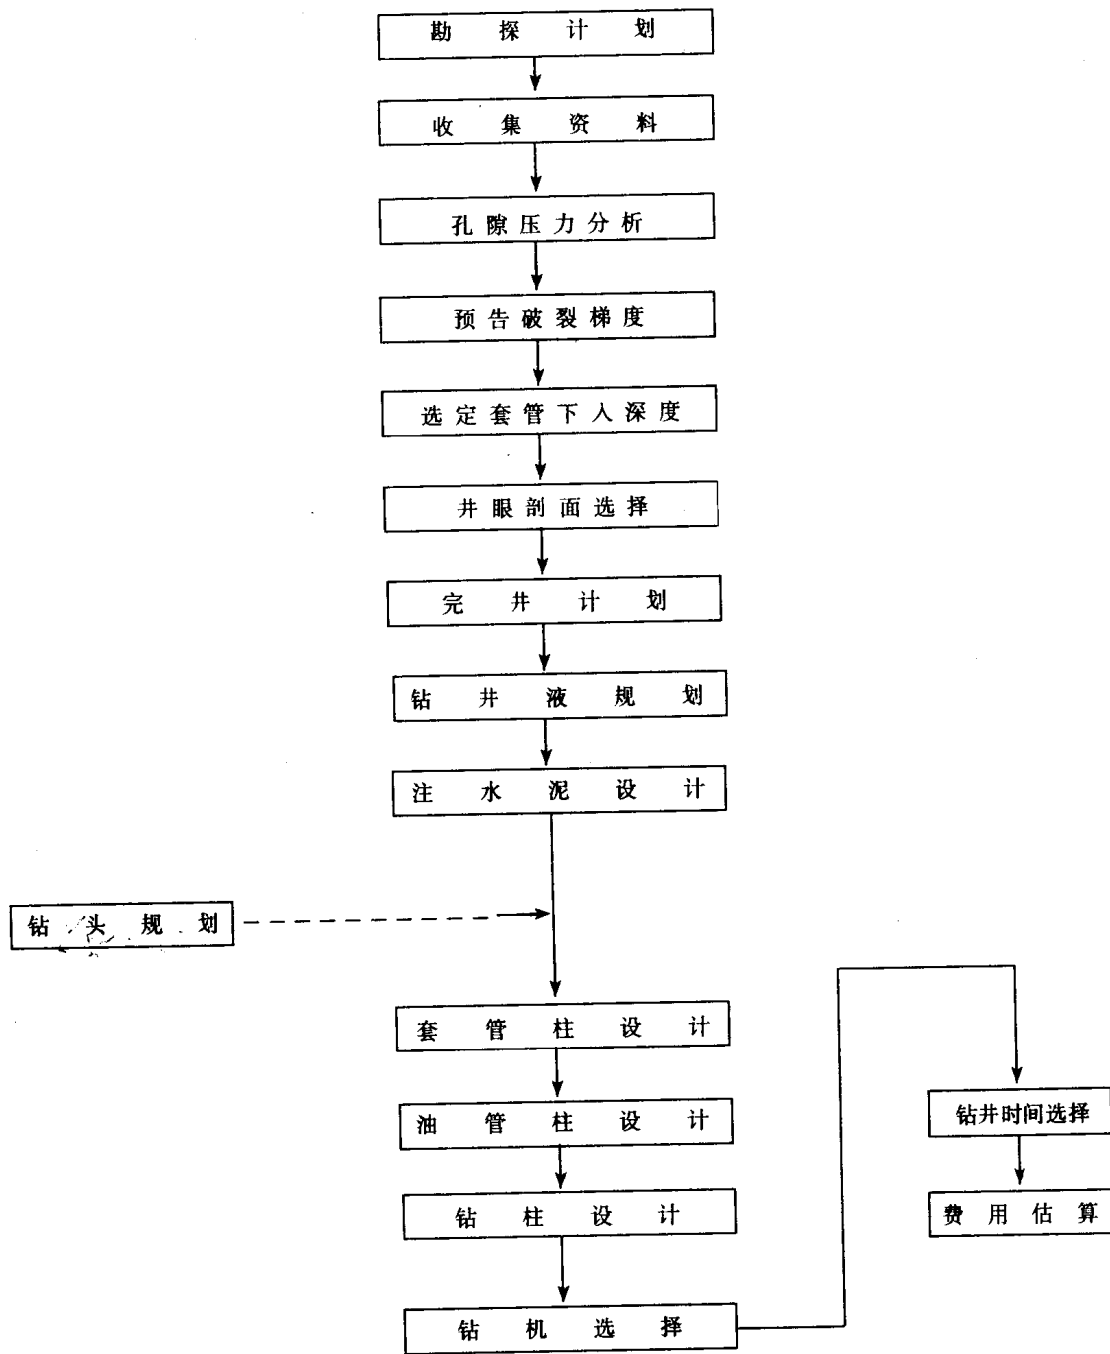 勘探计划
收集资料
孔隙压力分析
预告破裂梯度
选定套管下入深度
井眼剖面选择
完井计划
钻井液规划
注水泥设计
钻头规划
套管柱设计
油管柱设计
钻柱设计
钻机选择
钻井时间选择
费用估算